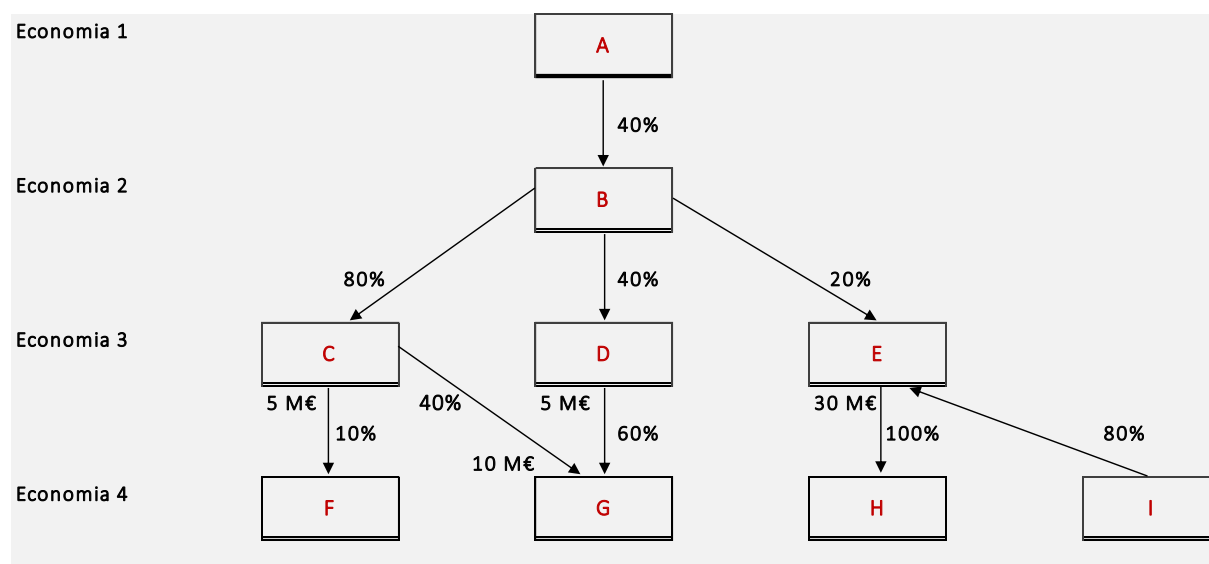 Economia 1
A
40%
Economia 2
B
80%
40%
20%
Economia 3
C
D
E
5 M€
40%
5 M€
30 M€
10%
60%
100%
80%
10 M€
Economia 4
F
G
H
I